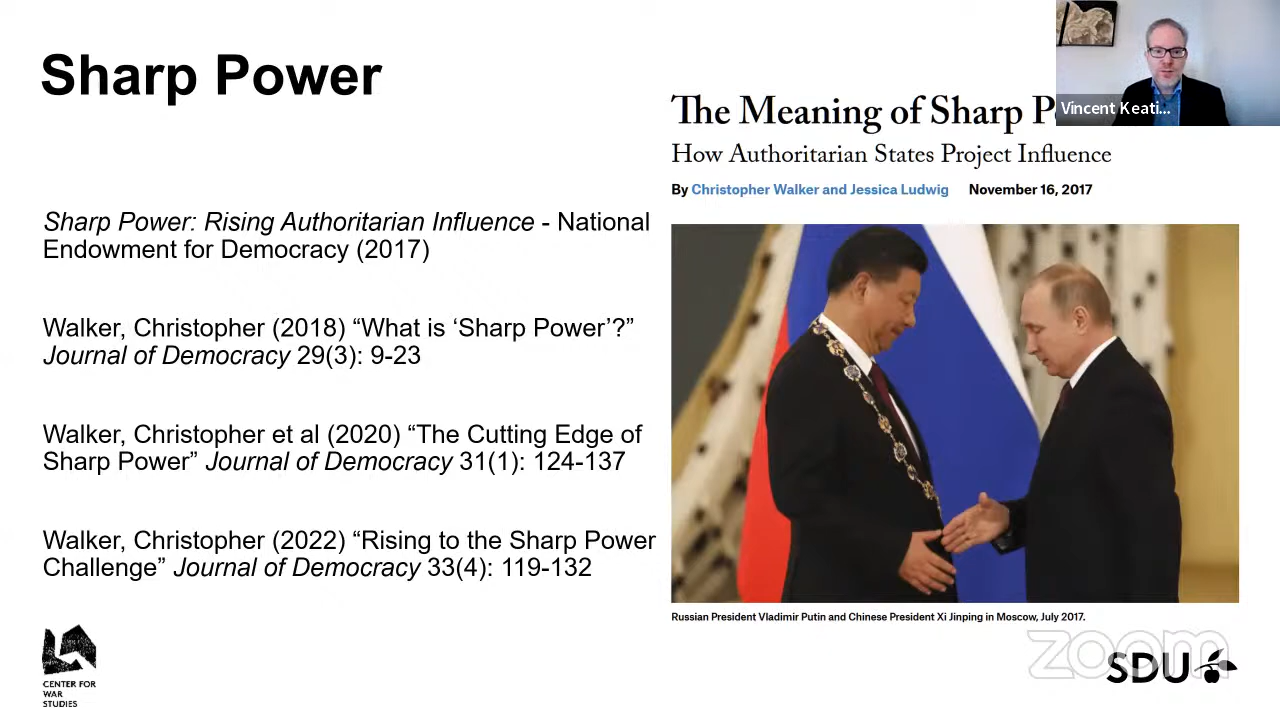 Sharp Power
Sharp Power: Rising Authoritarian Influence - National
Endowment for Democracy (2017)
Walker, Christopher (2018) “What is ‘Sharp Power’?”
Journal of Democracy 29(3): 9-23
Walker, Christopher et al (2020) “The Cutting Edge of
Sharp Power” Journal of Democracy 31(1): 124-137
Walker, Christopher (2022) “Rising to the Sharp Power
Challenge” Journal of Democracy 33(4): 119-132
CENTER FOR
WAR
STUDIES
The Meaning of Sharp
How Authoritarian States Project Influence
By Christopher Walker and Jessica Ludwig November 16, 2017
Russian President Vladimir Putin and Chinese President Xi Jinping in Moscow, July 2017.
Vincent Keati...
zoom
SDU